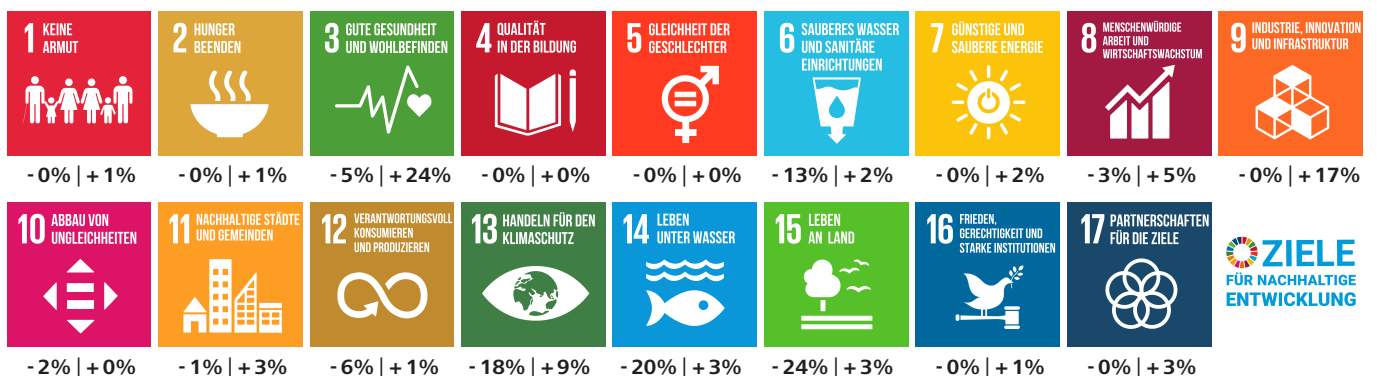 1 KEINE
ARMUT
2 HUNGER
BEENDEN
3 GUTE GESUNDHEIT
UND WOHLBEFINDEN
4 QUALITÄT
IN DER BILDUNG
5 GLEICHHEIT DER
GESCHLECHTER
6 SAUBERES WASSER
UND SANITÄRE
EINRICHTUNGEN
7 GÜNSTIGE UND
SAUBERE ENERGIE
8 MENSCHENWÜRDIGE
ARBEIT UND
WIRTSCHAFTSWACHSTUM
9 INDUSTRIE, INNOVATION
UND INFRASTRUKTUR
-0% | +1%
-0% | +1%
-5% | +24%
-0% | +0%
-0% | +0%
-13% | +2%
-0% | +2%
-3% | +5%
-0% | +17%
10 ABBAU VON
UNGLEICHHEITEN
11 NACHHALTIGE STÄDTE
UND GEMEINDEN
12 VERANTWORTUNGSVOLL
KONSUMIEREN
UND PRODUZIEREN
13 HANDELN FÜR DEN
KLIMASCHUTZ
14 LEBEN
UNTER WASSER
15 LEBEN
AN LAND
16 FRIEDEN,
GERECHTIGKEIT UND
STARKE INSTITUTIONEN
17 PARTNERSCHAFTEN
FÜR DIE ZIELE
ZIELE
FÜR NACHHALTIGE
ENTWICKLUNG
-2% | +0%
-1% | +3%
-6% | +1%
-18% | +9%
-20% | +3%
-24% | +3%
-0% | +1%
-0% | +3%